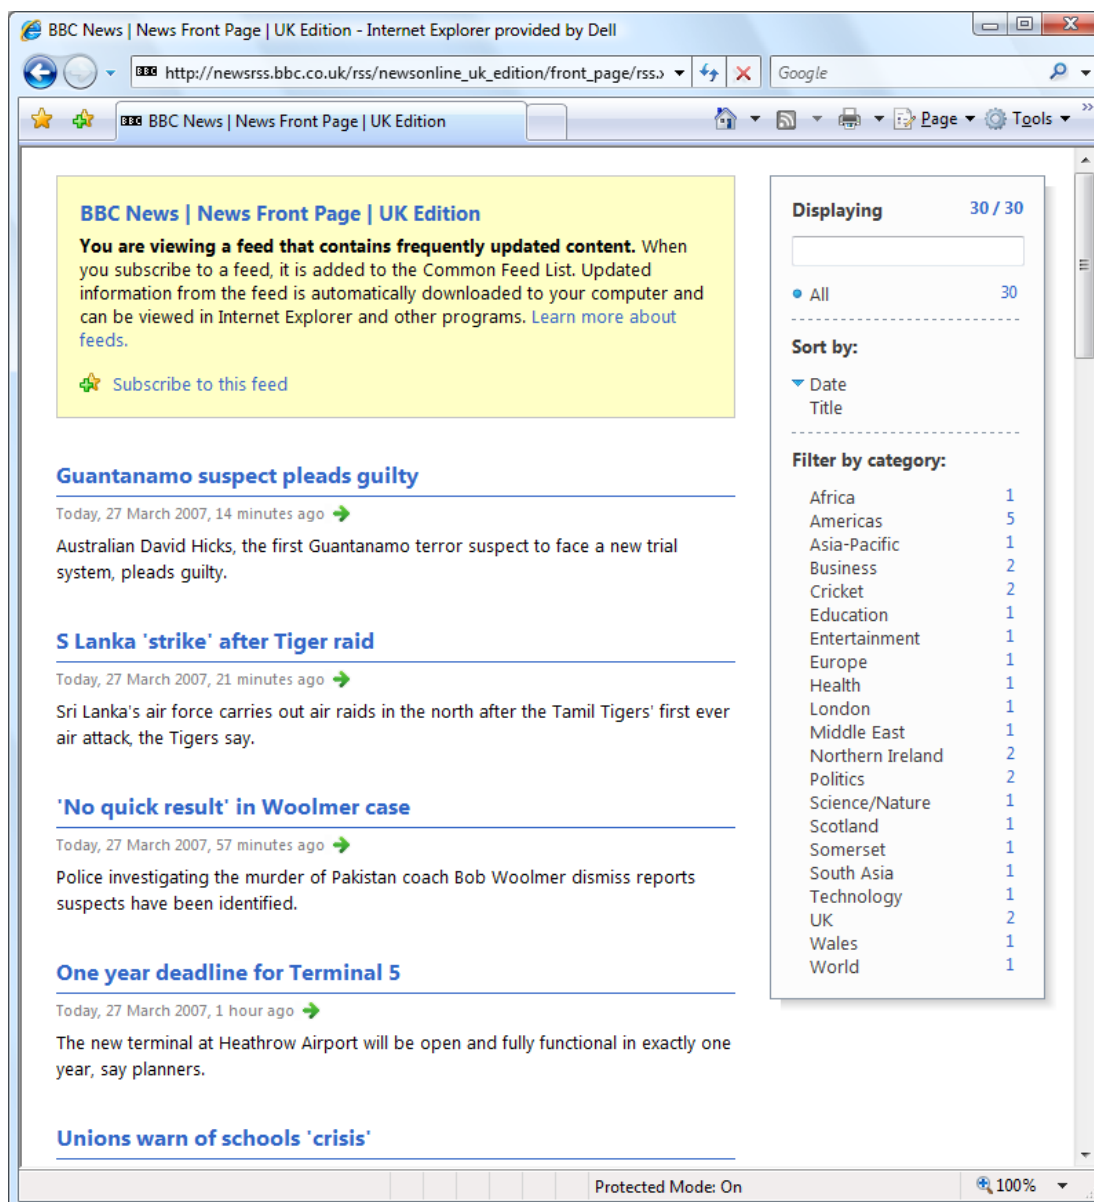 BBC News | News Front Page | UK Edition - Internet Explorer provided by Dell
BBC http://newsrss.bbc.co.uk/rss/newsonline_uk_edition/front_page/rss.x
Google
BBC BBC News | News Front Page | UK Edition
Page
Tools
BBC News | News Front Page | UK Edition
You are viewing a feed that contains frequently updated content. When
you subscribe to a feed, it is added to the Common Feed List. Updated
information from the feed is automatically downloaded to your computer and
can be viewed in Internet Explorer and other programs. Learn more about
feeds.
Subscribe to this feed
Guantanamo suspect pleads guilty
Today, 27 March 2007, 14 minutes ago
Australian David Hicks, the first Guantanamo terror suspect to face a new trial
system, pleads guilty.
S Lanka 'strike' after Tiger raid
Today, 27 March 2007, 21 minutes ago
Sri Lanka's air force carries out air raids in the north after the Tamil Tigers' first ever
air attack, the Tigers say.
'No quick result' in Woolmer case
Today, 27 March 2007, 57 minutes ago
Police investigating the murder of Pakistan coach Bob Woolmer dismiss reports
suspects have been identified.
One year deadline for Terminal 5
Today, 27 March 2007, 1 hour ago
The new terminal at Heathrow Airport will be open and fully functional in exactly one
year, say planners.
Unions warn of schools 'crisis'
Displaying 30 / 30
All 30
Sort by:
Date
Title
Filter by category:
Africa 1
Americas 5
Asia-Pacific 1
Business 2
Cricket 2
Education 1
Entertainment 1
Europe 1
Health 1
London 1
Middle East 1
Northern Ireland 2
Politics 2
Science/Nature 1
Scotland 1
Somerset 1
South Asia 1
Technology 1
UK 2
Wales 1
World 1
Protected Mode: On
100%